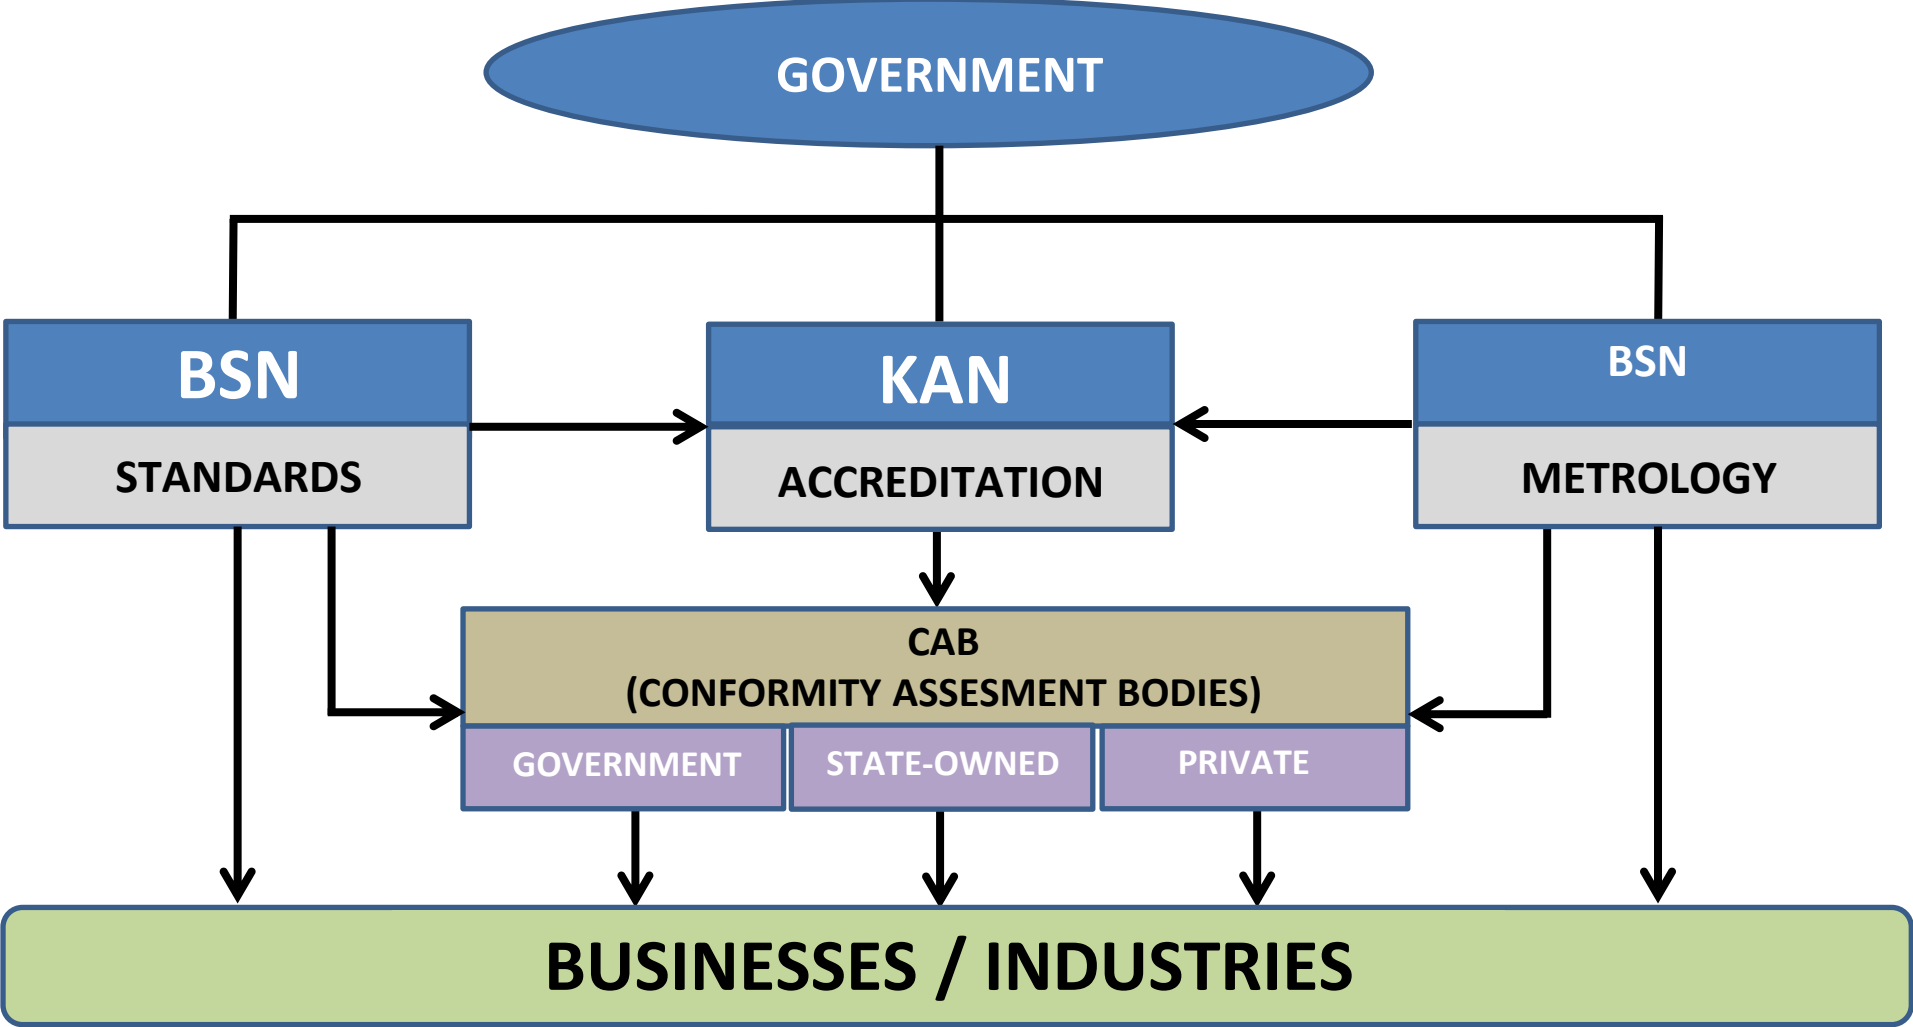 GOVERNMENT
BSN
STANDARDS
KAN
ACCREDITATION
BSN
METROLOGY
CAB
(CONFORMITY ASSESMENT BODIES)
GOVERNMENT
STATE-OWNED
PRIVATE
BUSINESSES / INDUSTRIES